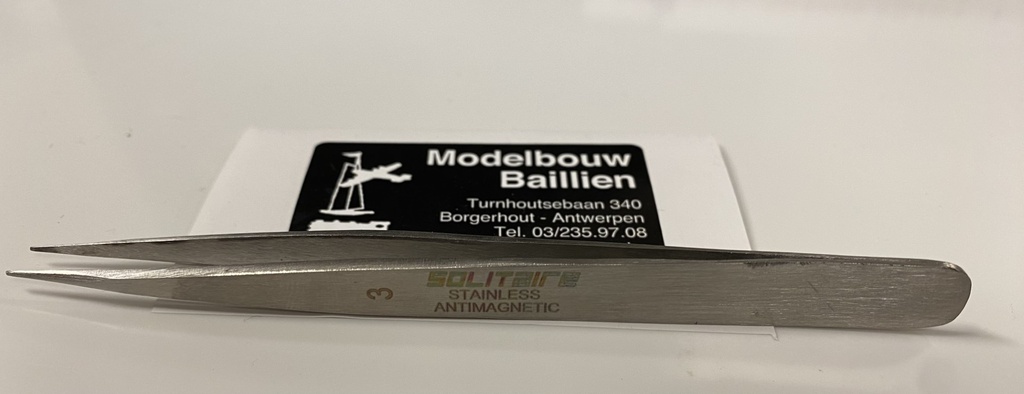 Modelbouw
Baillien
Turnhoutsebaan 340
Borgerhout - Antwerpen
Tel. 03/235.97.08
3
SOLITAIRE
STAINLESS
ANTIMAGNETIC